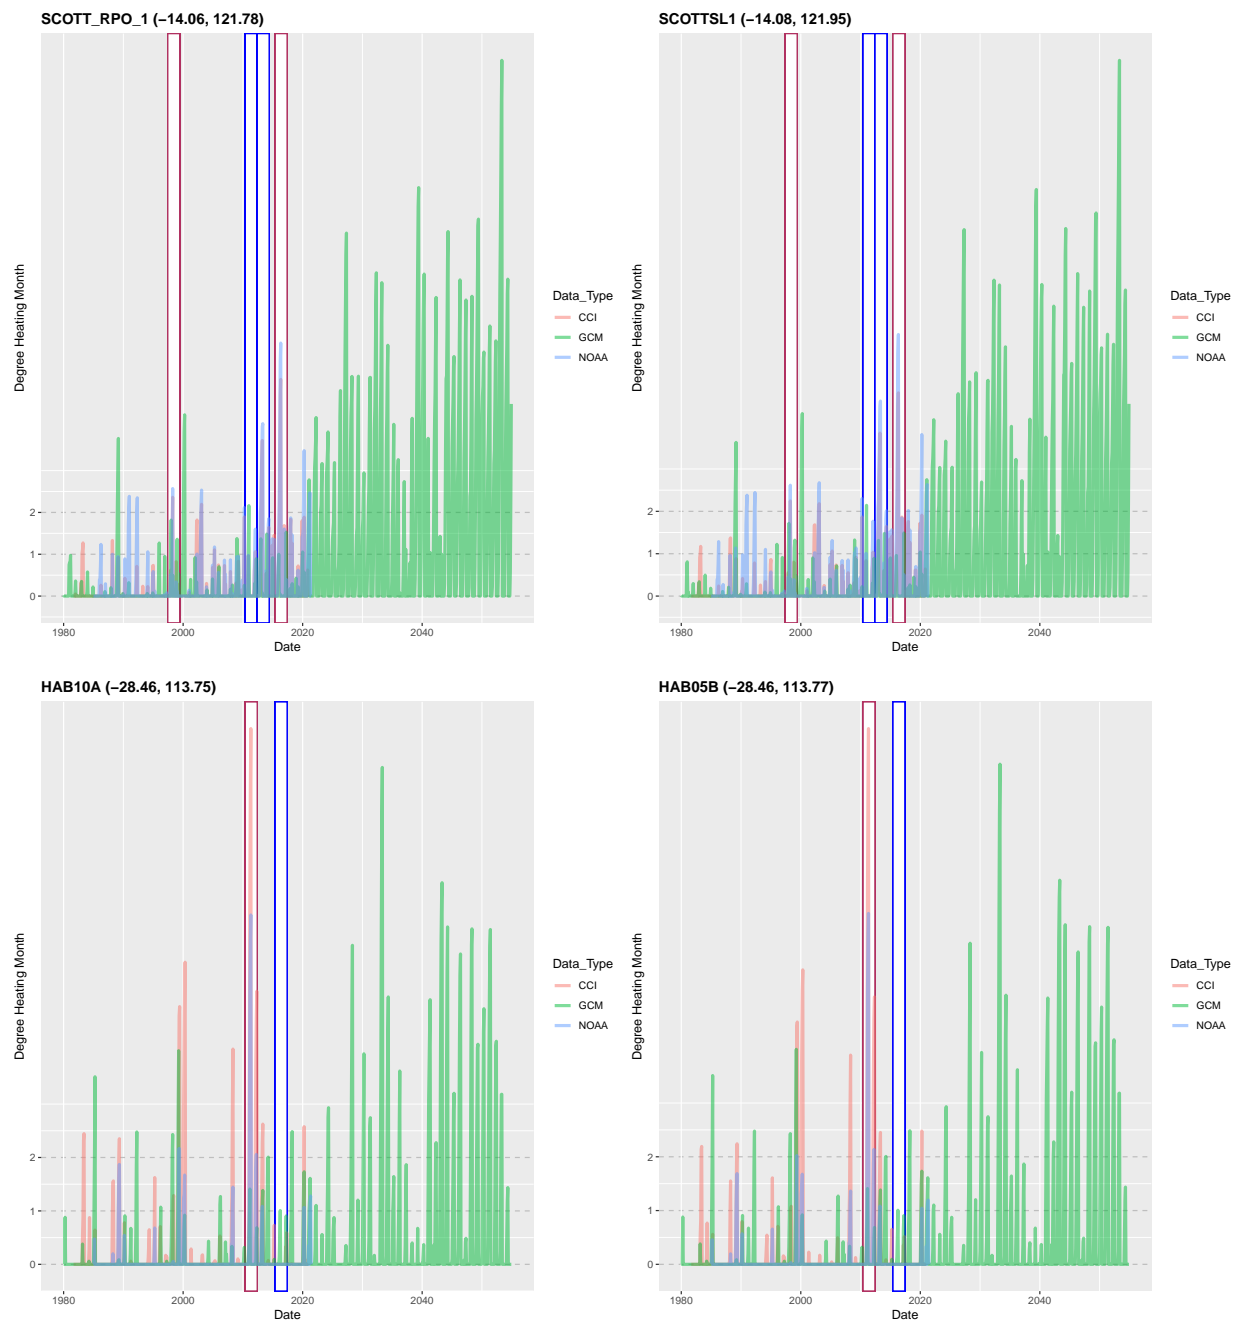 SCOTT_RPO_1 (−14.06, 121.78)
Degree Heating Month
2
1
0
1980
2000
2020
2040
Date
Data_Type
CCI
GCM
NOAA
SCOTTSL1 (−14.08, 121.95)
Degree Heating Month
2
1
0
1980
2000
2020
2040
Date
Data_Type
CCI
GCM
NOAA
HAB10A (−28.46, 113.75)
Degree Heating Month
2
1
0
1980
2000
2020
2040
Date
Data_Type
CCI
GCM
NOAA
HAB05B (−28.46, 113.77)
Degree Heating Month
2
1
0
1980
2000
2020
2040
Date
Data_Type
CCI
GCM
NOAA